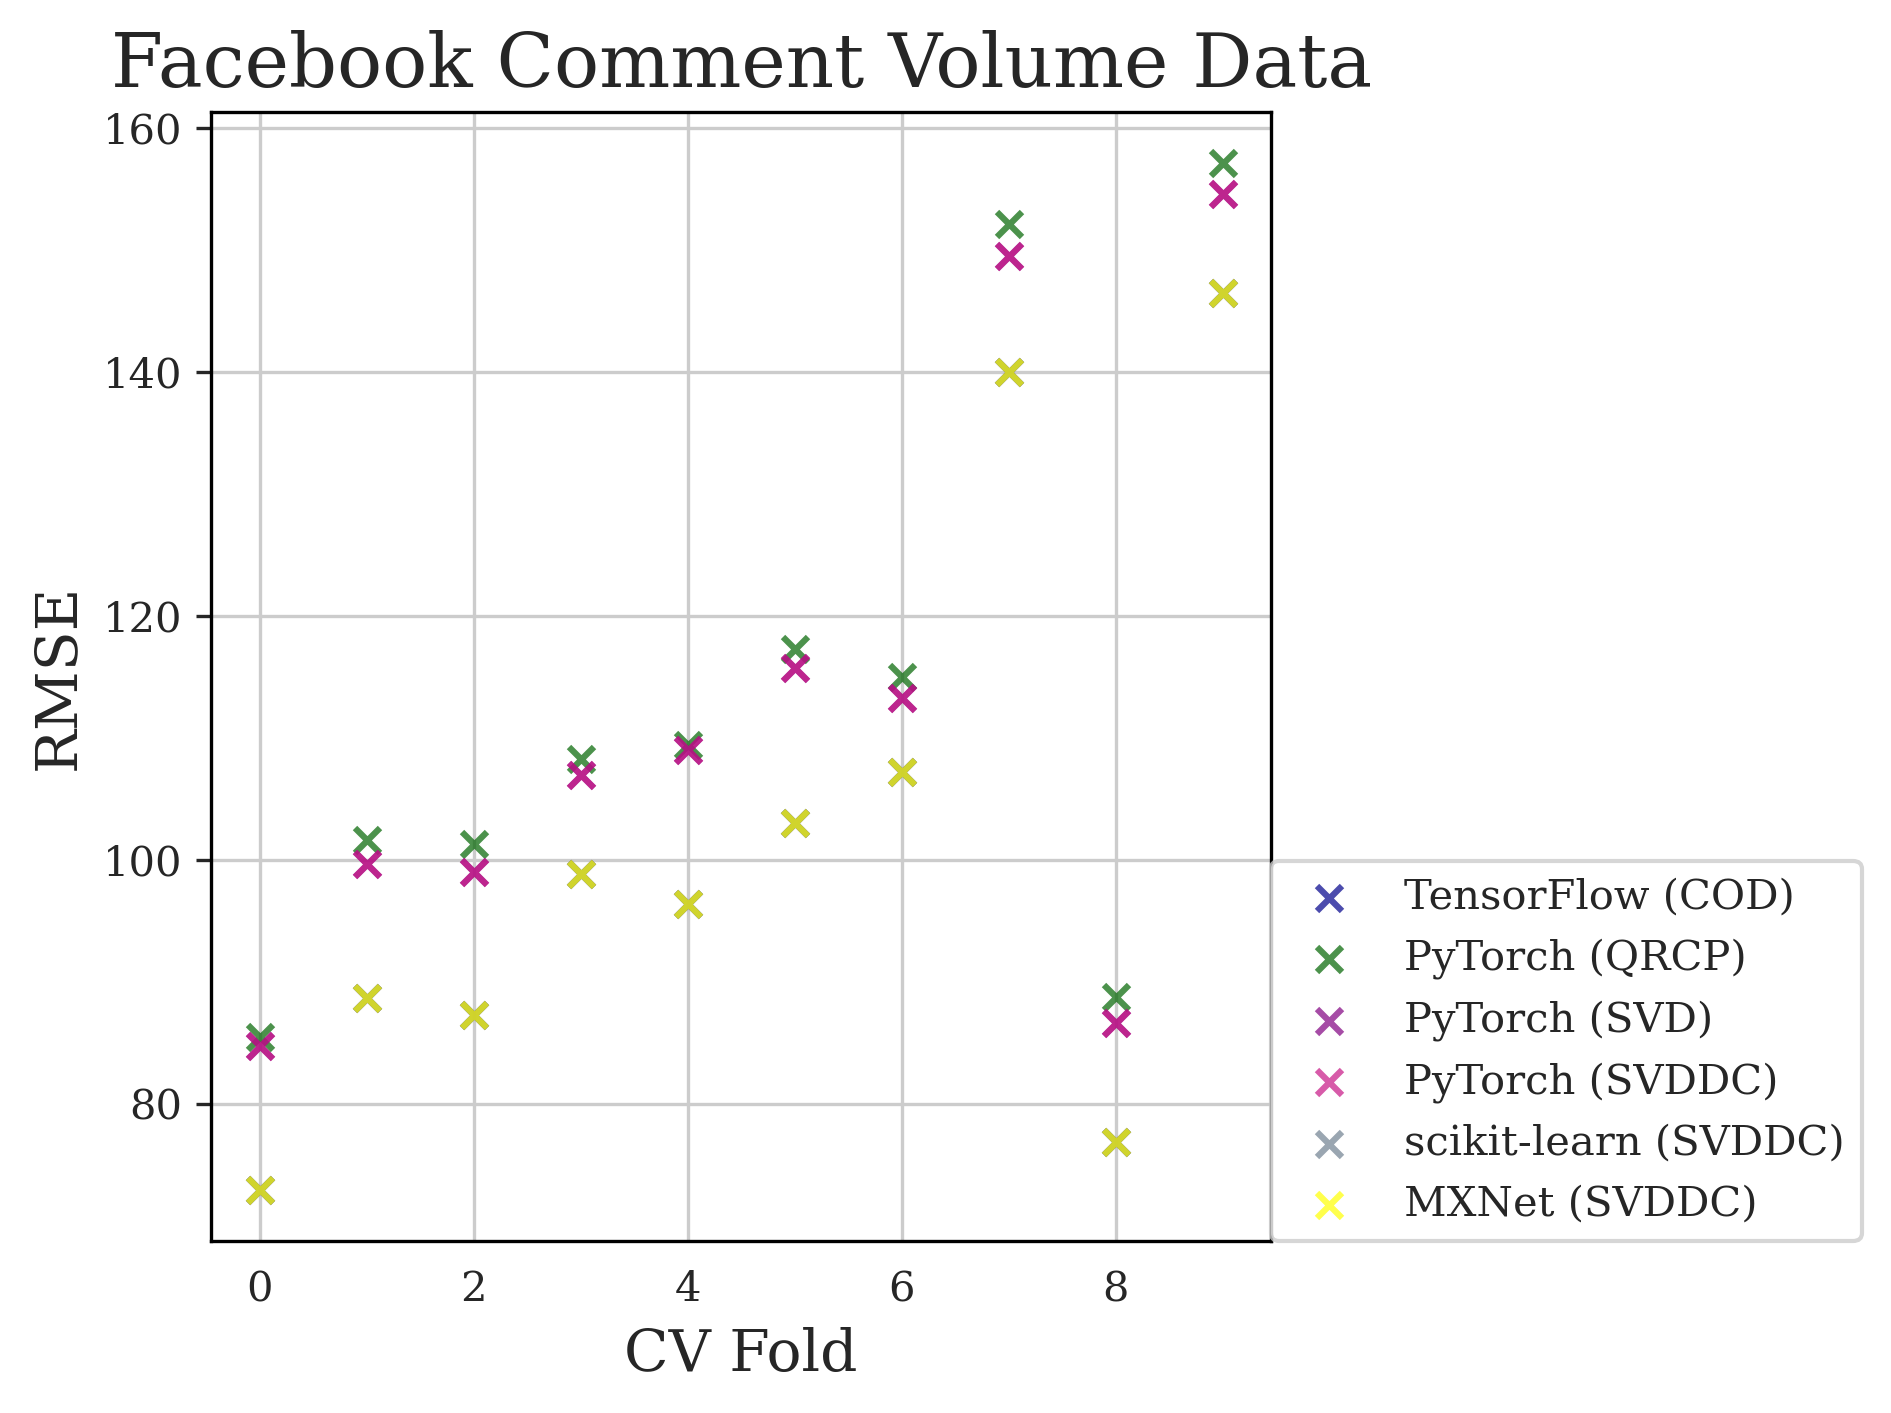 Facebook Comment Volume Data
160
140
120
100
80
RMSE
0 2 4 6 8
CV Fold
TensorFlow (COD)
PyTorch (QRCP)
PyTorch (SVD)
PyTorch (SVDDC)
scikit-learn (SVDDC)
MXNet (SVDDC)